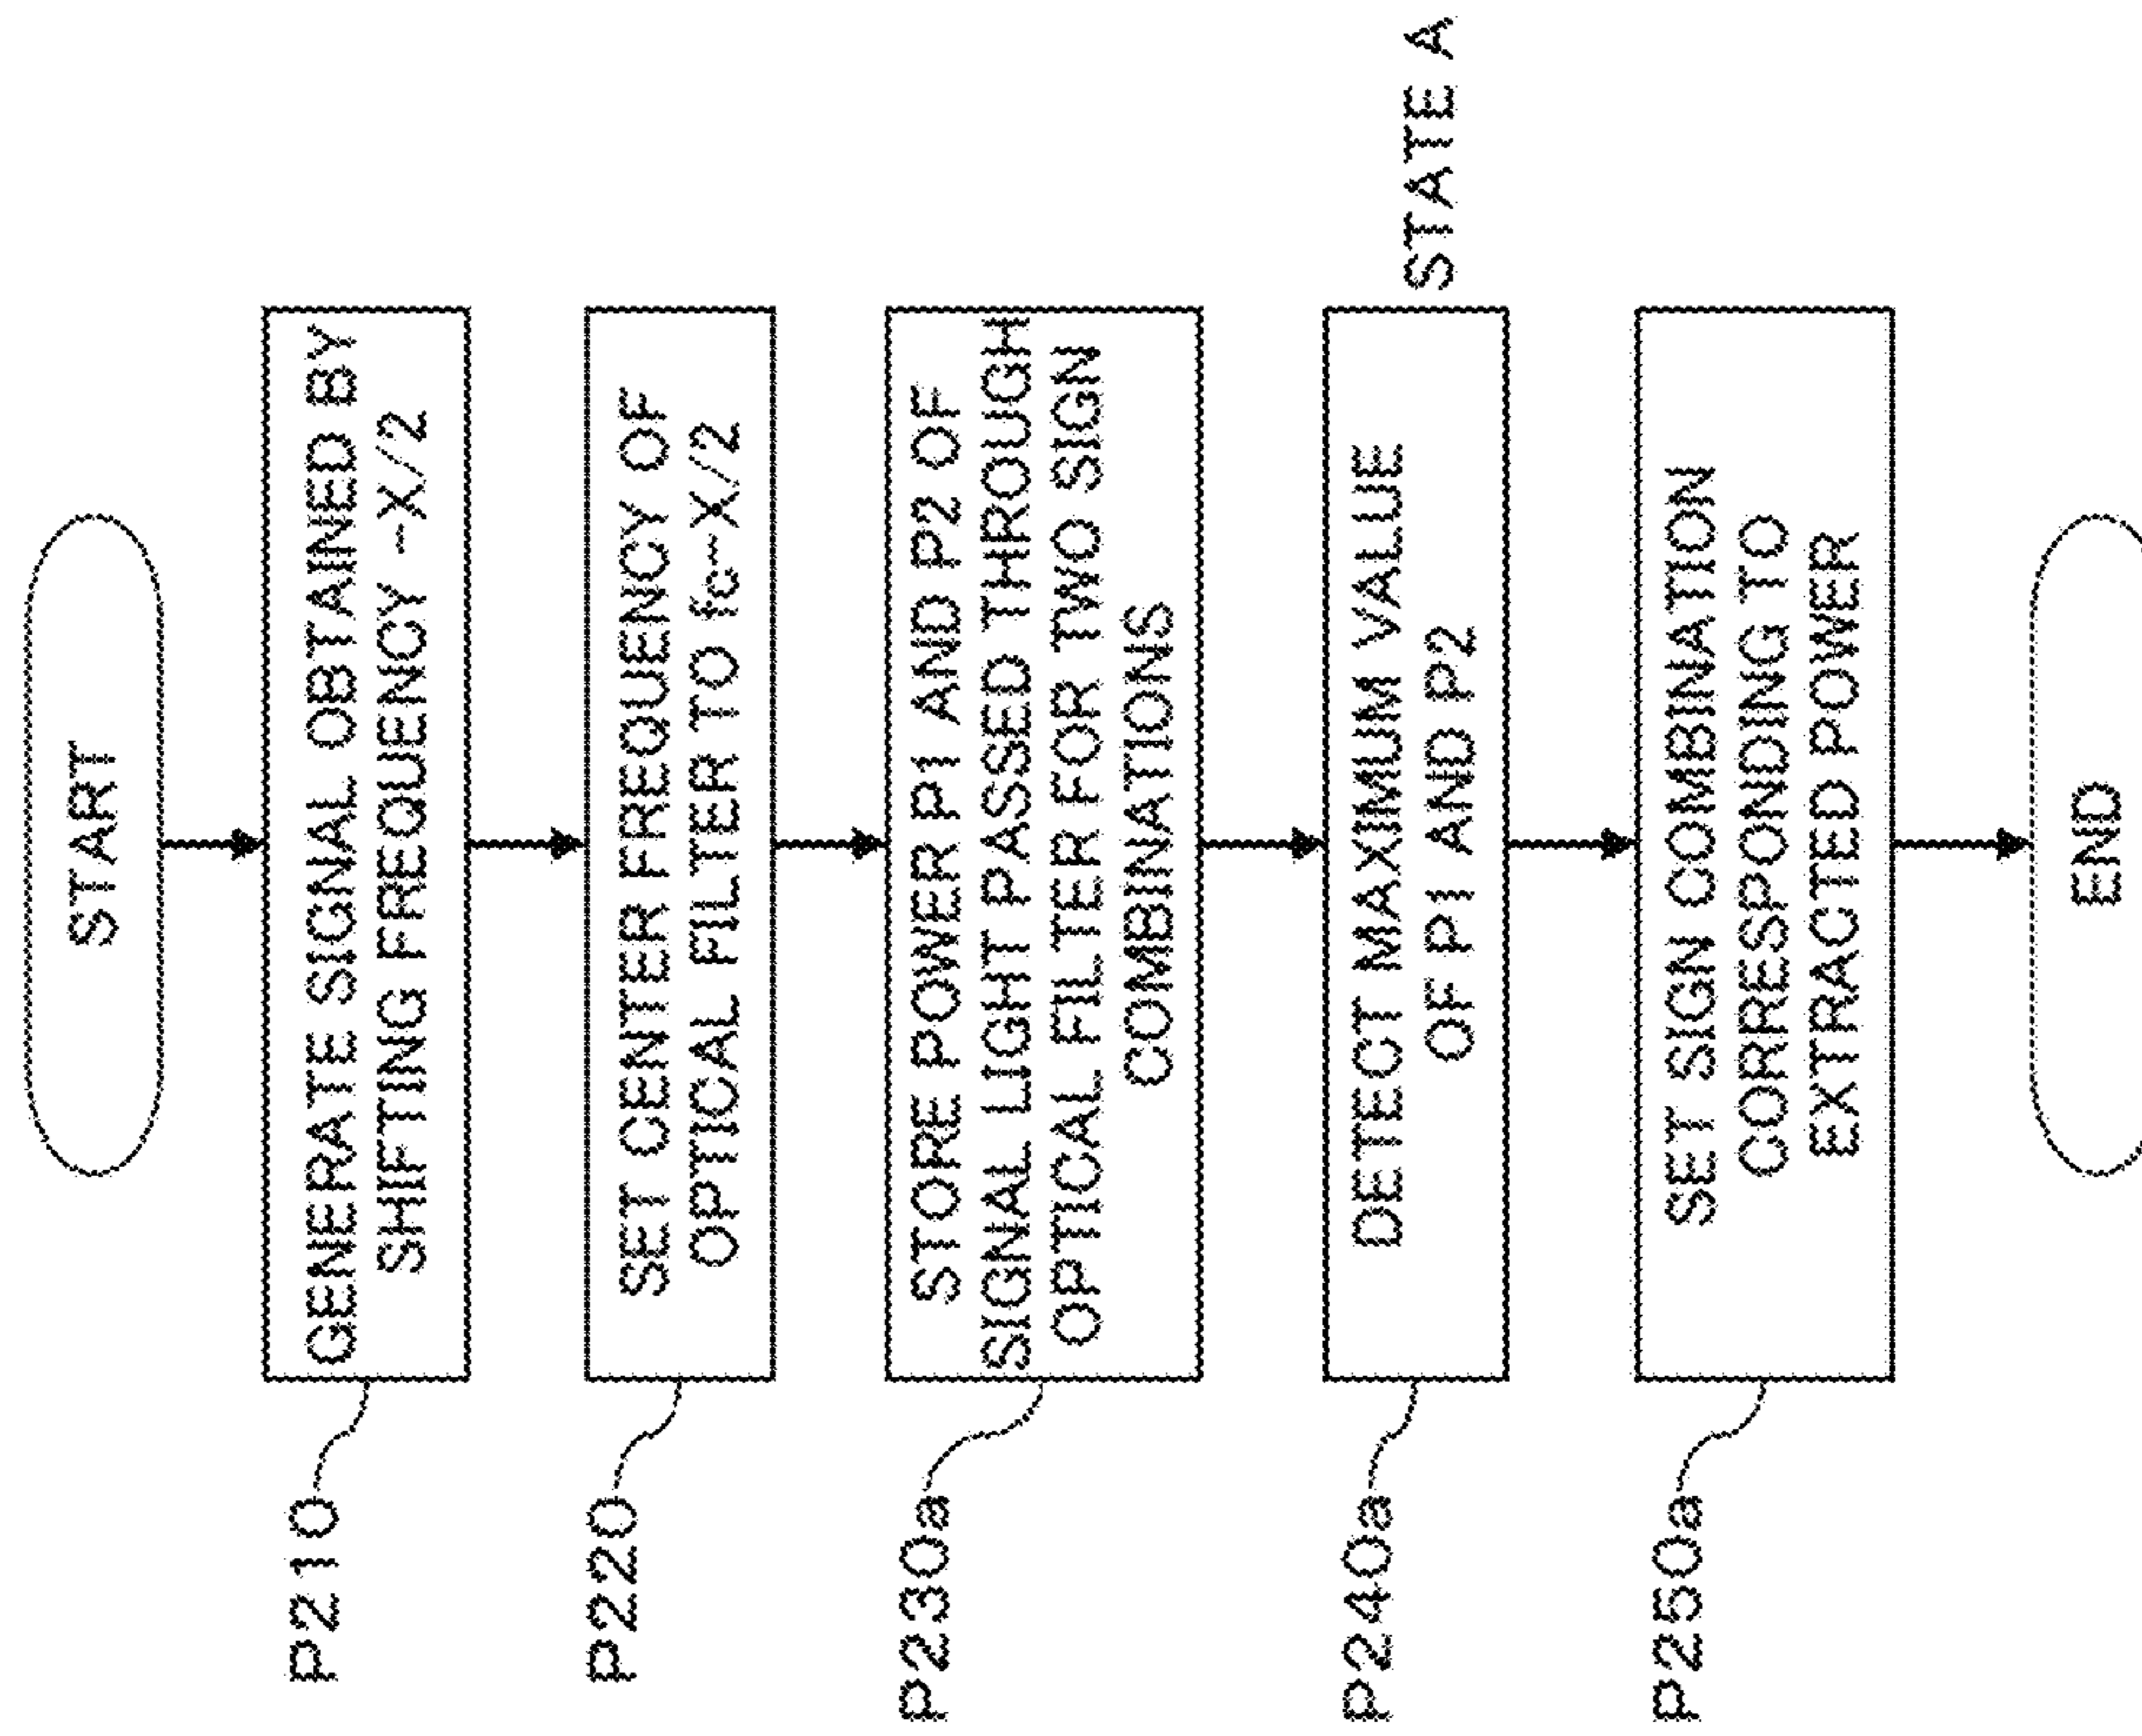 START
P210
GENERATE SIGNAL OBTAINED BY
SHIFTING FREQUENCY -X/2
P220
SET CENTER FREQUENCY OF
OPTICAL FILTER TO fc-X/2
P230a
STORE POWER P1 AND P2 OF
SIGNAL LIGHT PASSED THROUGH
OPTICAL FILTER FOR TWO SIGN
COMBINATIONS
P240a
DETECT MAXIMUM VALUE
OF P1 AND P2
STATE A
P250a
SET SIGN COMBINATION
CORRESPONDING TO
EXTRACTED POWER
END